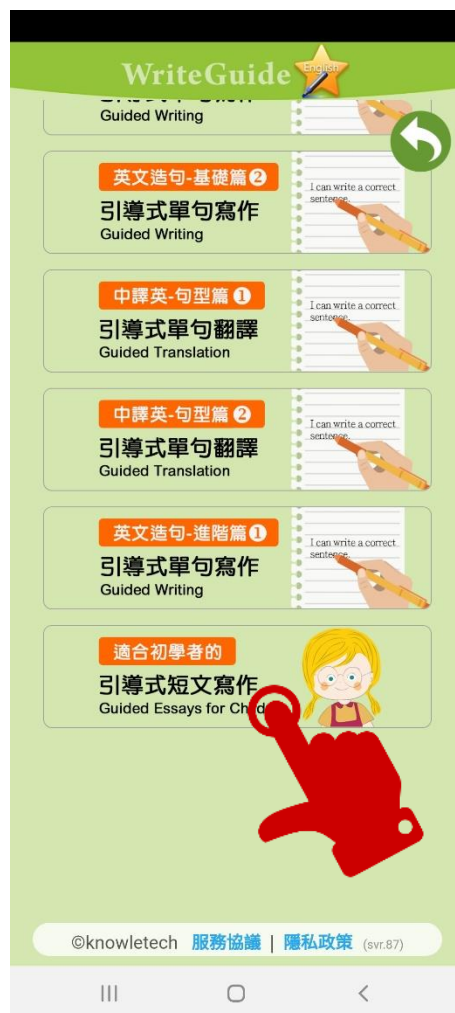 WriteGuide English
Guided Writing
英文造句-基礎篇❷
引導式單句寫作
Guided Writing
I can write a correct
sentence.
中譯英-句型篇❶
引導式單句翻譯
Guided Translation
I can write a correct
sentence.
中譯英-句型篇❷
引導式單句翻譯
Guided Translation
I can write a correct
sentence.
英文造句-進階篇❶
引導式單句寫作
Guided Writing
I can write a correct
sentence.
適合初學者的
引導式短文寫作
Guided Essays for
©knowletech 服務協議 | 隱私政策 (svr.87)